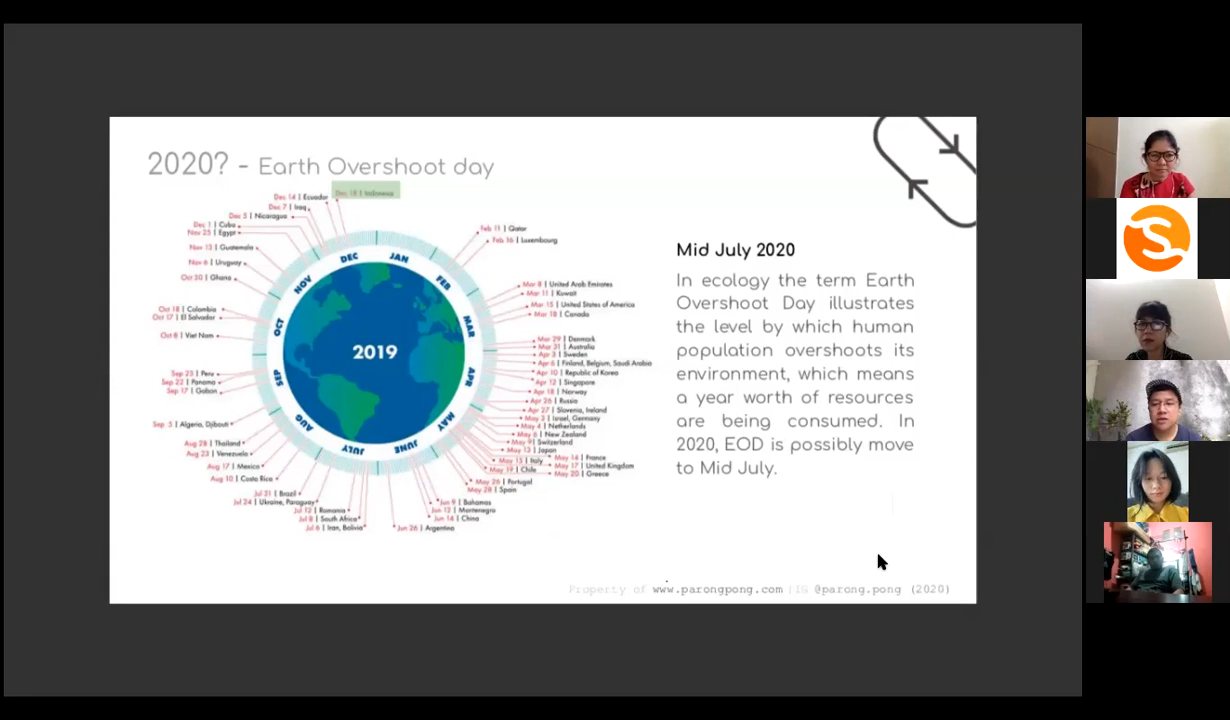 2020? - Earth Overshoot day
Dec 18 | Indonesia
Dec 14 | Ecuador
Dec 7 | Iraq
Dec 5 | Nicaragua
Dec 1 | Cuba
Nov 25 | Egypt
Nov 13 | Guatemala
Nov 6 | Uruguay
Oct 30 | Ghana
Oct 18 | Colombia
Oct 17 | El Salvador
Oct 8 | Viet Nam
Sep 23 | Peru
Sep 22 | Panama
Sep 17 | Gabon
Sep 5 | Algeria, Djibouti
Aug 28 | Thailand
Aug 23 | Venezuela
Aug 17 | Mexico
Aug 10 | Costa Rica
Jul 31 | Brazil
Jul 24 | Ukraine, Paraguay
Jul 12 | Romania
Jul 8 | South Africa
Jul 6 | Iran, Bolivia
Feb 11 | Qatar
Feb 16 | Luxembourg
Mar 8 | United Arab Emirates
Mar 11 | Kuwait
Mar 15 | United States of America
Mar 18 | Canada
Mar 29 | Denmark
Mar 31 | Australia
Apr 3 | Sweden
Apr 6 | Finland, Belgium, Saudi Arabia
Apr 10 | Republic of Korea
Apr 12 | Singapore
Apr 18 | Norway
Apr 26 | Russia
Apr 27 | Slovenia, Ireland
May 3 | Israel, Germany
May 4 | Netherlands
May 6 | New Zealand
May 9 | Switzerland
May 13 | Japan
May 14 | France
May 15 | Italy
May 17 | United Kingdom
May 19 | Chile
May 20 | Greece
May 26 | Portugal
May 28 | Spain
Jun 9 | Bahamas
Jun 12 | Montenegro
Jun 14 | China
Jun 26 | Argentina
JAN
FEB
MAR
APR
MAY
JUNE
JULY
AUG
SEP
OCT
NOV
DEC
2019
Mid July 2020
In ecology the term Earth
Overshoot Day illustrates
the level by which human
population overshoots its
environment, which means
a year worth of resources
are being consumed. In
2020, EOD is possibly move
to Mid July.
Property of www.parongpong.com | IG @parong.pong (2020)
S